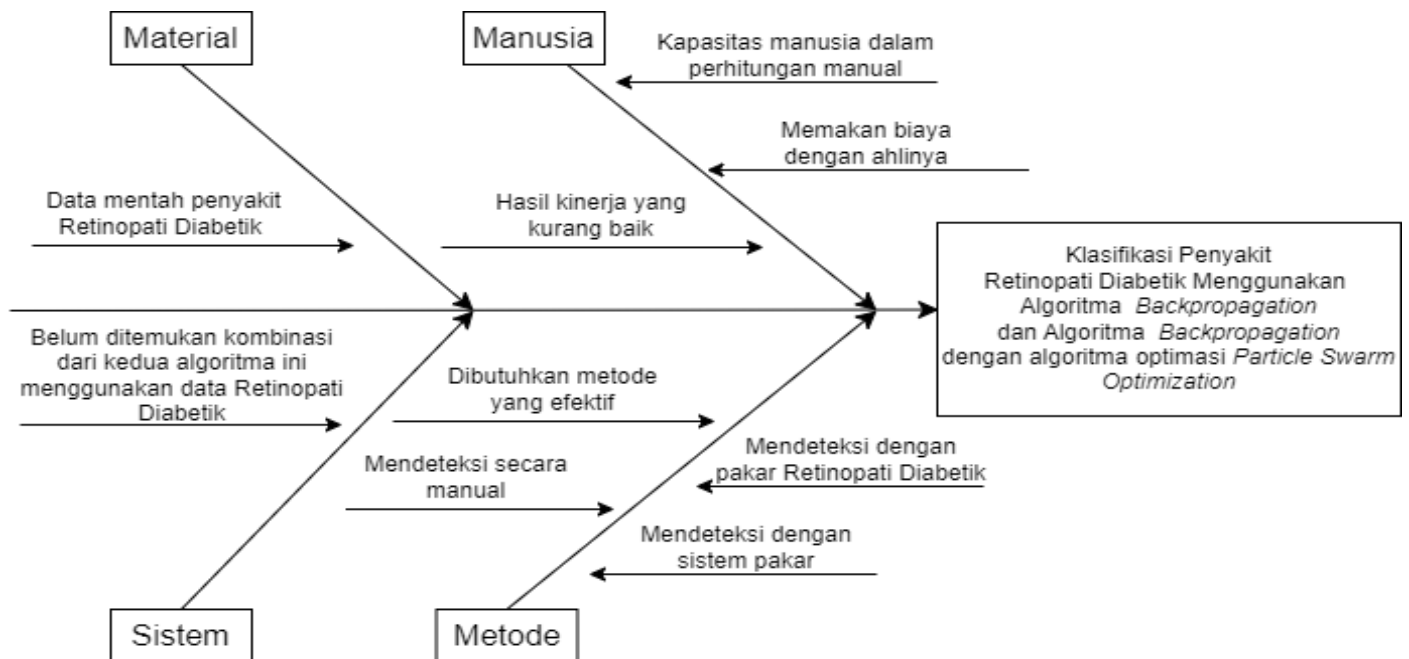 Material
Manusia
Kapasitas manusia dalam
perhitungan manual
Memakan biaya
dengan ahlinya
Data mentah penyakit
Retinopati Diabetik
Hasil kinerja yang
kurang baik
Klasifikasi Penyakit
Retinopati Diabetik Menggunakan
Algoritma Backpropagation
dan Algoritma Backpropagation
dengan algoritma optimasi Particle Swarm
Optimization
Belum ditemukan kombinasi
dari kedua algoritma ini
menggunakan data Retinopati
Diabetik
Dibutuhkan metode
yang efektif
Mendeteksi dengan
pakar Retinopati Diabetik
Mendeteksi secara
manual
Mendeteksi dengan
sistem pakar
Sistem
Metode